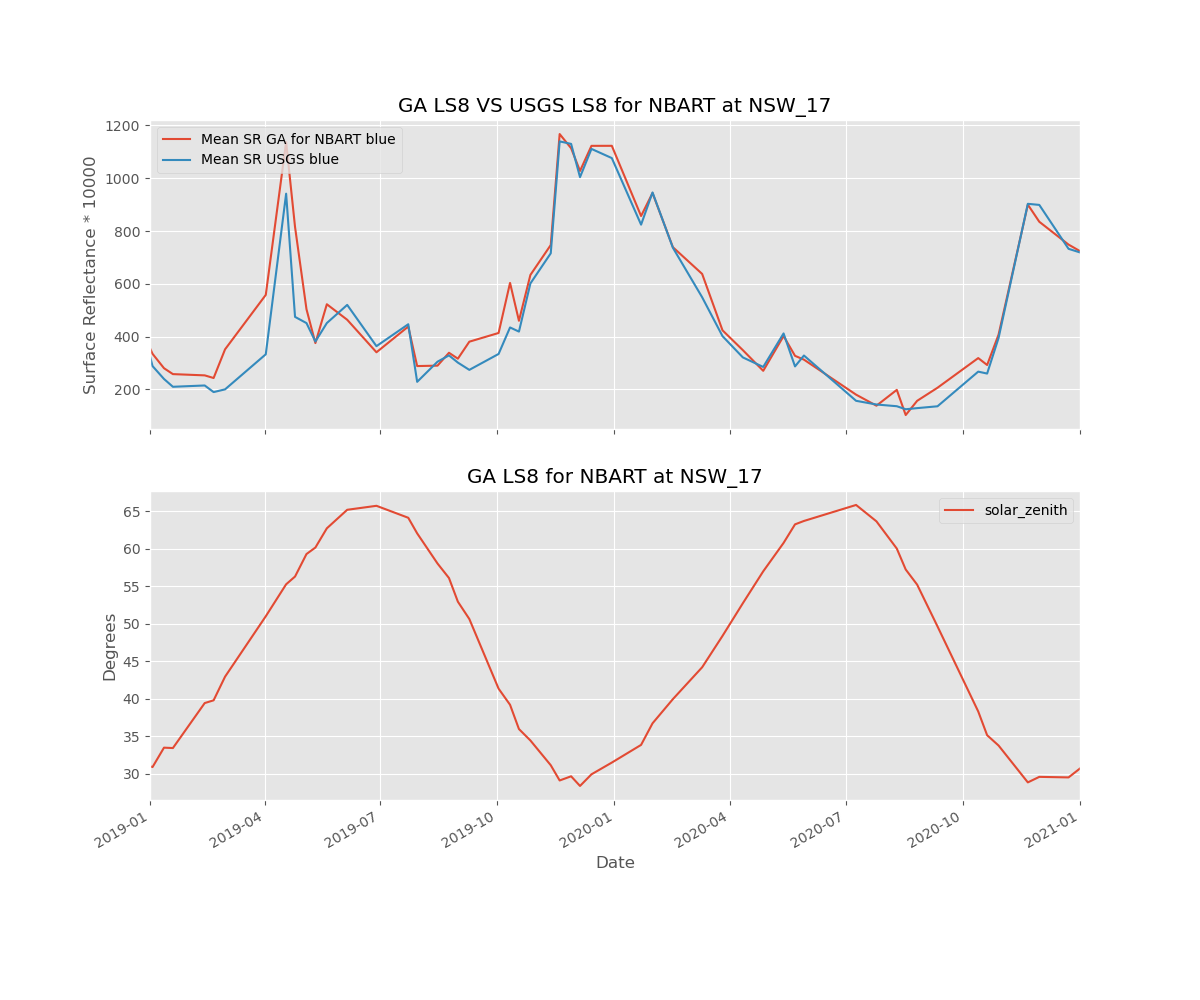 GA LS8 VS USGS LS8 for NBART at NSW_17
Mean SR GA for NBART blue
Mean SR USGS blue
Surface Reflectance * 10000
1200
1000
800
600
400
200
GA LS8 for NBART at NSW_17
solar_zenith
Degrees
65
60
55
50
45
40
35
30
2019-01
2019-04
2019-07
2019-10
2020-01
2020-04
2020-07
2020-10
2021-01
Date